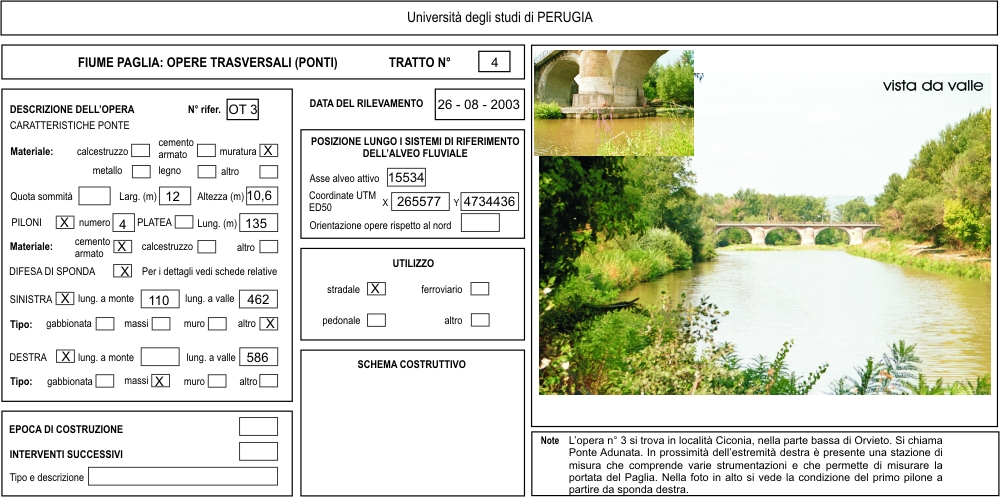 Università degli studi di PERUGIA
FIUME PAGLIA: OPERE TRASVERSALI (PONTI) TRATTO N° 4
DESCRIZIONE DELL'OPERA N° rifer. OT 3
CARATTERISTICHE PONTE
Materiale: calcestruzzo cemento armato muratura X
metallo legno altro
Quota sommità Larg. (m) 12 Altezza (m) 10,6
PILONI X numero 4 PLATEA Lung. (m) 135
Materiale: cemento armato X calcestruzzo altro
DIFESA DI SPONDA X Per i dettagli vedi schede relative
SINISTRA X lung. a monte 110 lung. a valle 462
Tipo: gabbionata massi muro altro X
DESTRA X lung. a monte lung. a valle 586
Tipo: gabbionata massi X muro altro
EPOCA DI COSTRUZIONE
INTERVENTI SUCCESSIVI
Tipo e descrizione
DATA DEL RILEVAMENTO 26 - 08 - 2003
POSIZIONE LUNGO I SISTEMI DI RIFERIMENTO
DELL'ALVEO FLUVIALE
Asse alveo attivo 15534
Coordinate UTM ED50 X 265577 Y 4734436
Orientazione opere rispetto al nord
UTILIZZO
stradale X ferroviario
pedonale altro
SCHEMA COSTRUTTIVO
vista da valle
Note L'opera n° 3 si trova in località Ciconia, nella parte bassa di Orvieto. Si chiama
Ponte Adunata. In prossimità dell'estremità destra è presente una stazione di
misura che comprende varie strumentazioni e che permette di misurare la
portata del Paglia. Nella foto in alto si vede la condizione del primo pilone a
partire da sponda destra.